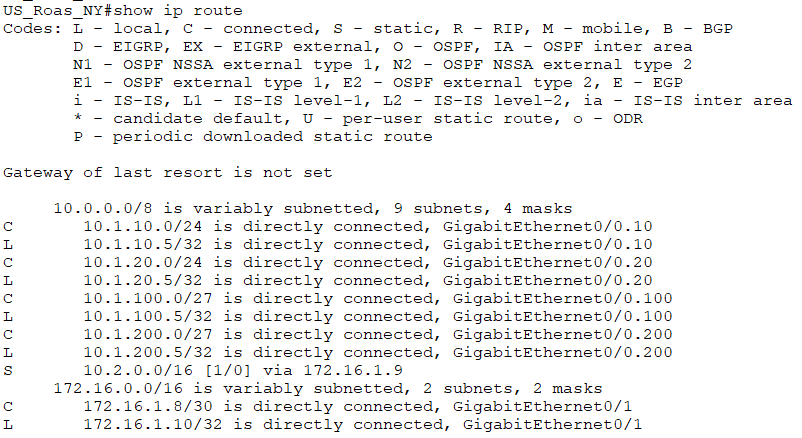 US_Roas_NY#show ip route
Codes: L - local, C - connected, S - static, R - RIP, M - mobile, B - BGP
       D - EIGRP, EX - EIGRP external, O - OSPF, IA - OSPF inter area
       N1 - OSPF NSSA external type 1, N2 - OSPF NSSA external type 2
       E1 - OSPF external type 1, E2 - OSPF external type 2, E - EGP
       i - IS-IS, L1 - IS-IS level-1, L2 - IS-IS level-2, ia - IS-IS inter area
       * - candidate default, U - per-user static route, o - ODR
       P - periodic downloaded static route

Gateway of last resort is not set

     10.0.0.0/8 is variably subnetted, 9 subnets, 4 masks
C       10.1.10.0/24 is directly connected, GigabitEthernet0/0.10
L       10.1.10.5/32 is directly connected, GigabitEthernet0/0.10
C       10.1.20.0/24 is directly connected, GigabitEthernet0/0.20
L       10.1.20.5/32 is directly connected, GigabitEthernet0/0.20
C       10.1.100.0/27 is directly connected, GigabitEthernet0/0.100
L       10.1.100.5/32 is directly connected, GigabitEthernet0/0.100
C       10.1.200.0/27 is directly connected, GigabitEthernet0/0.200
L       10.1.200.5/32 is directly connected, GigabitEthernet0/0.200
S       10.2.0.0/16 [1/0] via 172.16.1.9
     172.16.0.0/16 is variably subnetted, 2 subnets, 2 masks
C       172.16.1.8/30 is directly connected, GigabitEthernet0/1
L       172.16.1.10/32 is directly connected, GigabitEthernet0/1